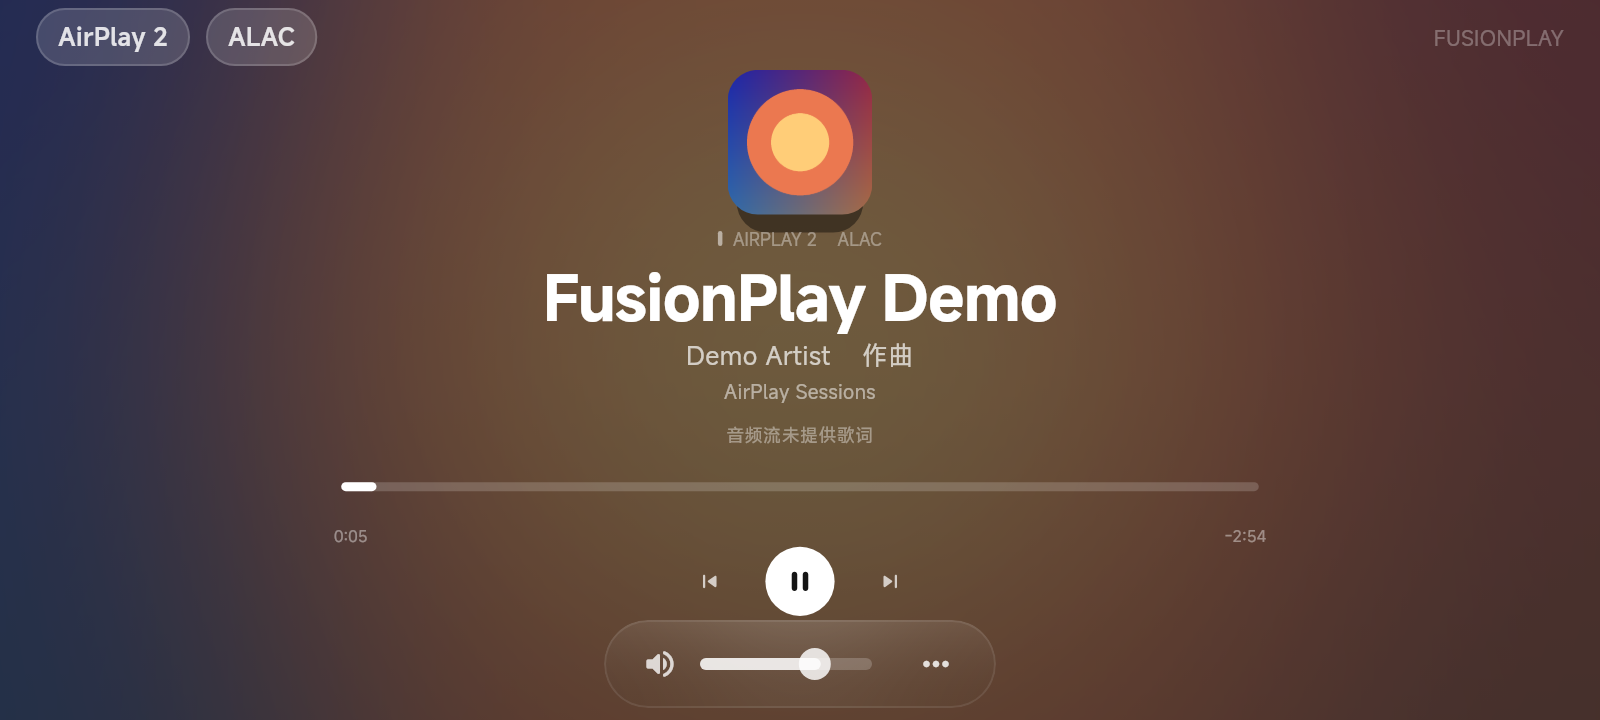 AirPlay 2 ALAC FUSIONPLAY
AIRPLAY 2 ALAC
FusionPlay Demo
Demo Artist 作曲
AirPlay Sessions
音频流未提供歌词
0:05 -2:54